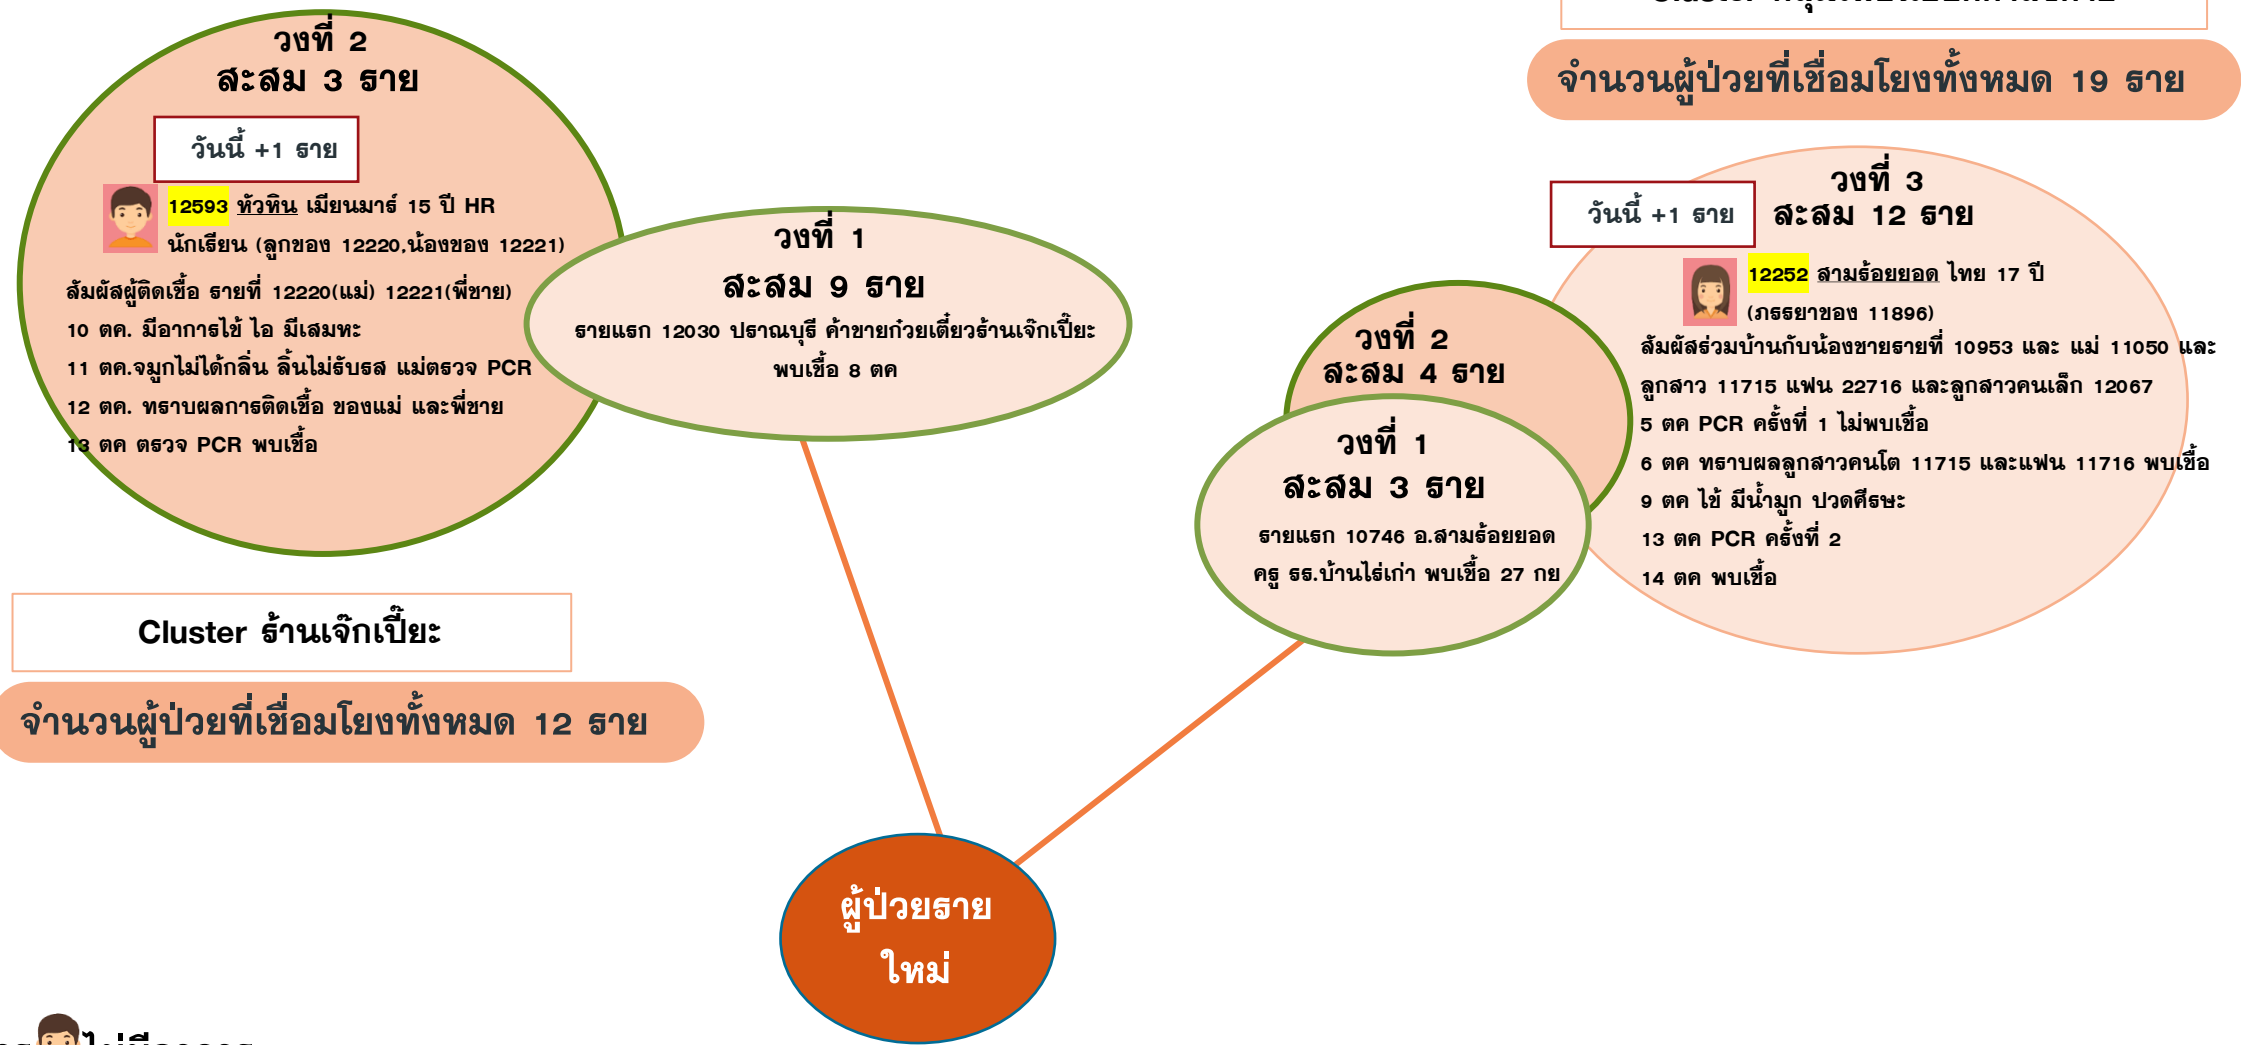 วงที่ 2
สะสม 3 ราย
วันนี้ +1 ราย
12593 หัวหิน เมียนมาร์ 15 ปี HR
นักเรียน (ลูกของ 12220,น้องของ 12221)
สัมผัสผู้ติดเชื้อ รายที่ 12220(แม่) 12221(พี่ชาย)
10 ตค. มีอาการไข้ ไอ มีเสมหะ
11 ตค.จมูกไม่ได้กลิ่น ลิ้นไม่รับรส แม่ตรวจ PCR
12 ตค. ทราบผลการติดเชื้อ ของแม่ และพี่ชาย
13 ตค ตรวจ PCR พบเชื้อ
วงที่ 1
สะสม 9 ราย
รายแรก 12030 ปราณบุรี ค้าขายก๋วยเตี๋ยวร้านเจ๊กเปี๊ยะ
พบเชื้อ 8 ตค
Cluster ร้านเจ๊กเปี๊ยะ
จำนวนผู้ป่วยที่เชื่อมโยงทั้งหมด 12 ราย
จำนวนผู้ป่วยที่เชื่อมโยงทั้งหมด 19 ราย
วงที่ 3
สะสม 12 ราย
วันนี้ +1 ราย
12252 สามร้อยยอด ไทย 17 ปี
(ภรรยาของ 11896)
สัมผัสร่วมบ้านกับน้องชายรายที่ 10953 และ แม่ 11050 และ
ลูกสาว 11715 แฟน 22716 และลูกสาวคนเล็ก 12067
5 ตค PCR ครั้งที่ 1 ไม่พบเชื้อ
6 ตค ทราบผลลูกสาวคนโต 11715 และแฟน 11716 พบเชื้อ
9 ตค ไข้ มีน้ำมูก ปวดศีรษะ
13 ตค PCR ครั้งที่ 2
14 ตค พบเชื้อ
วงที่ 2
สะสม 4 ราย
วงที่ 1
สะสม 3 ราย
รายแรก 10746 อ.สามร้อยยอด
ครู รร.บ้านไร่เก่า พบเชื้อ 27 กย
ผู้ป่วยราย
ใหม่